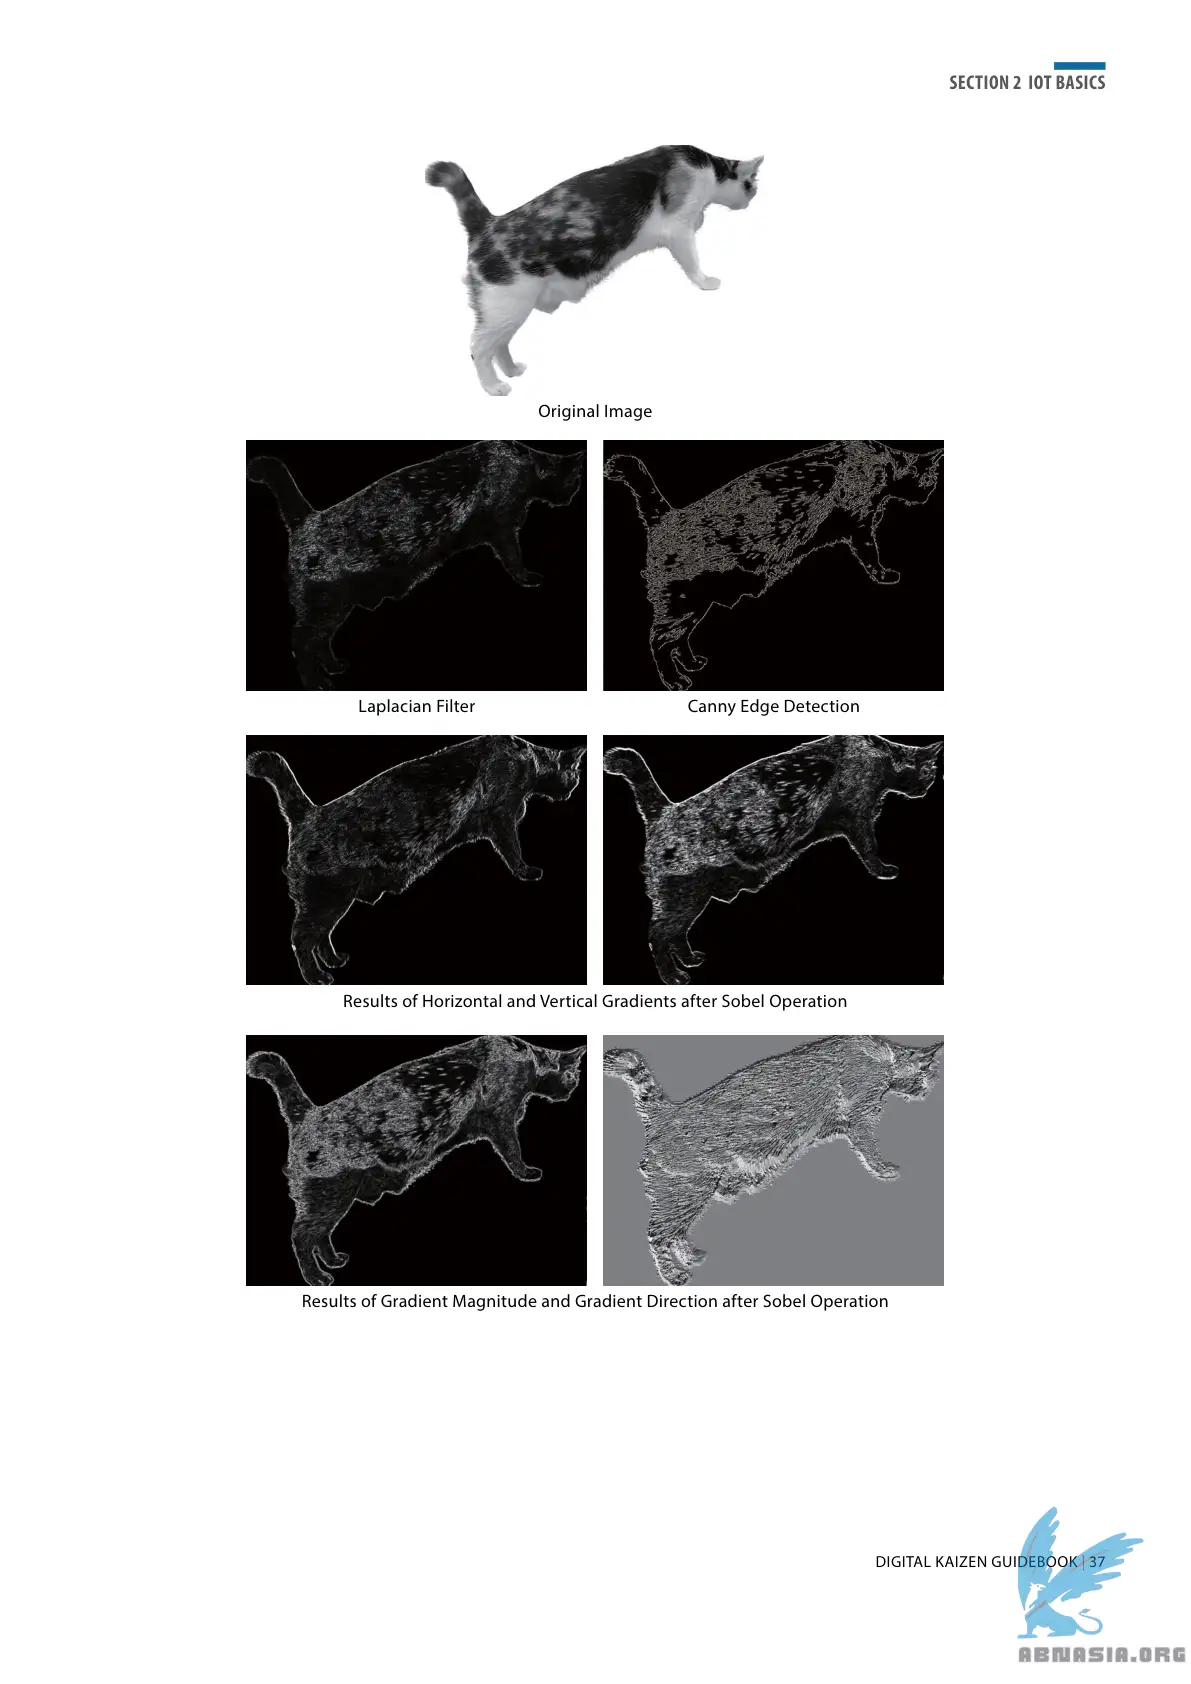 SECTION 2 IOT BASICS
Original Image
Laplacian Filter
Canny Edge Detection
Results of Horizontal and Vertical Gradients after Sobel Operation
Results of Gradient Magnitude and Gradient Direction after Sobel Operation
DIGITAL KAIZEN GUIDEBOOK | 37
ABNASIA.ORG